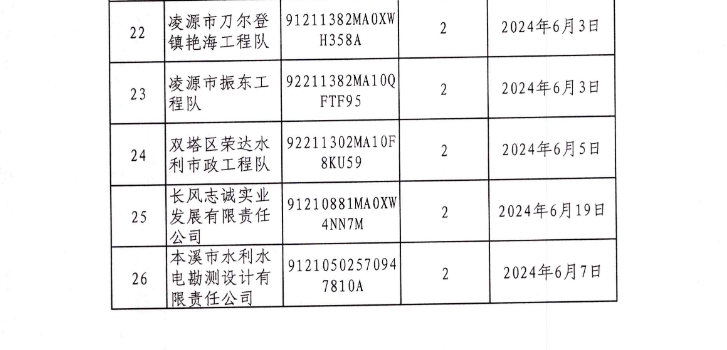 22
凌源市刀尔登
镇艳海工程队
91211382MA0XW
H358A
2
2024年6月3日
23
凌源市振东工
程队
92211382MA10Q
FTF95
2
2024年6月3日
24
双塔区荣达水
利市政工程队
92211302MA10F
8KU59
2
2024年6月5日
25
长风志诚实业
发展有限责任
公司
91210881MA0XW
4NN7M
2
2024年6月19日
26
本溪市水利水
电勘测设计有
限责任公司
9121050257094
7810A
2
2024年6月7日